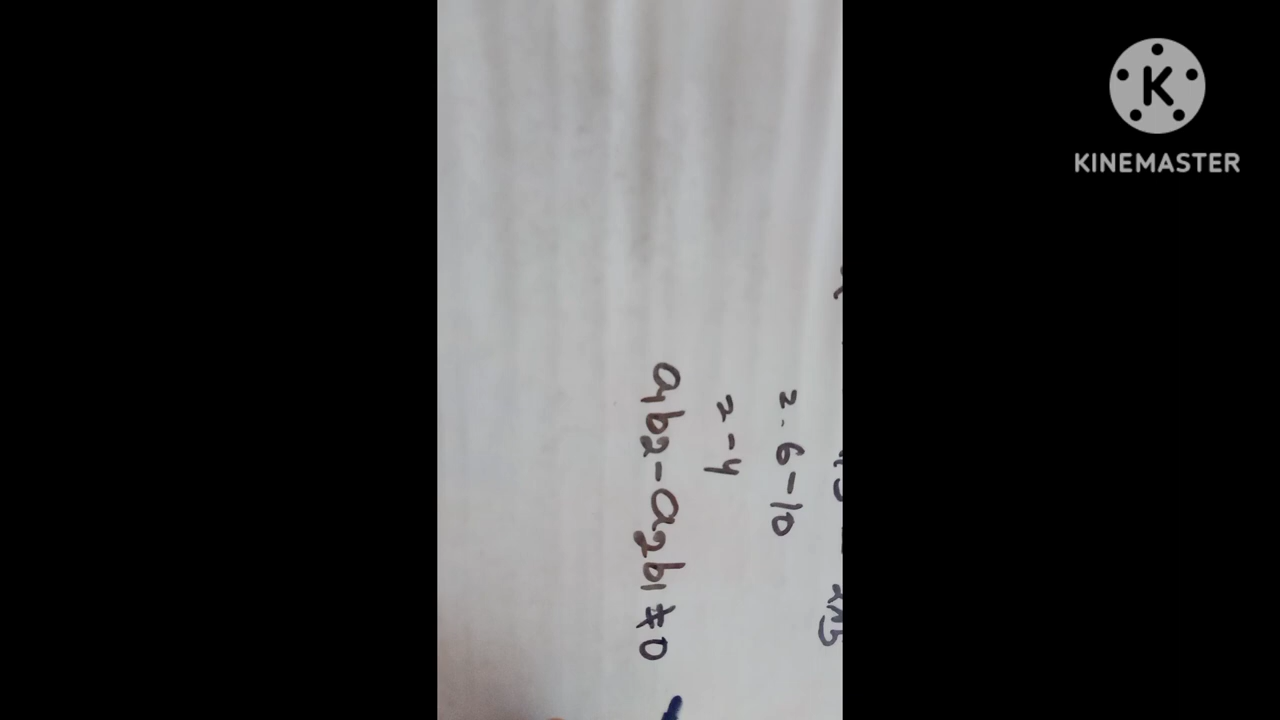 = 6 - 10
= -4
a1b2 - a2b1 ≠ 0
KINEMASTER